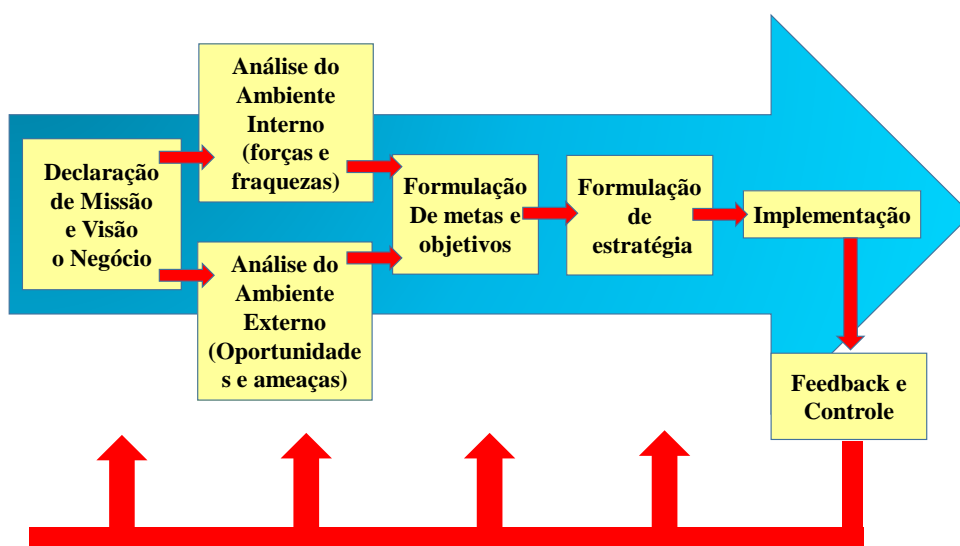 Declaração
de Missão
e Visão
o Negócio
Análise do
Ambiente
Interno
(forças e
fraquezas)
Análise do
Ambiente
Externo
(Oportunidade
s e ameaças)
Formulação
De metas e
objetivos
Formulação
de
estratégia
Implementação
Feedback e
Controle